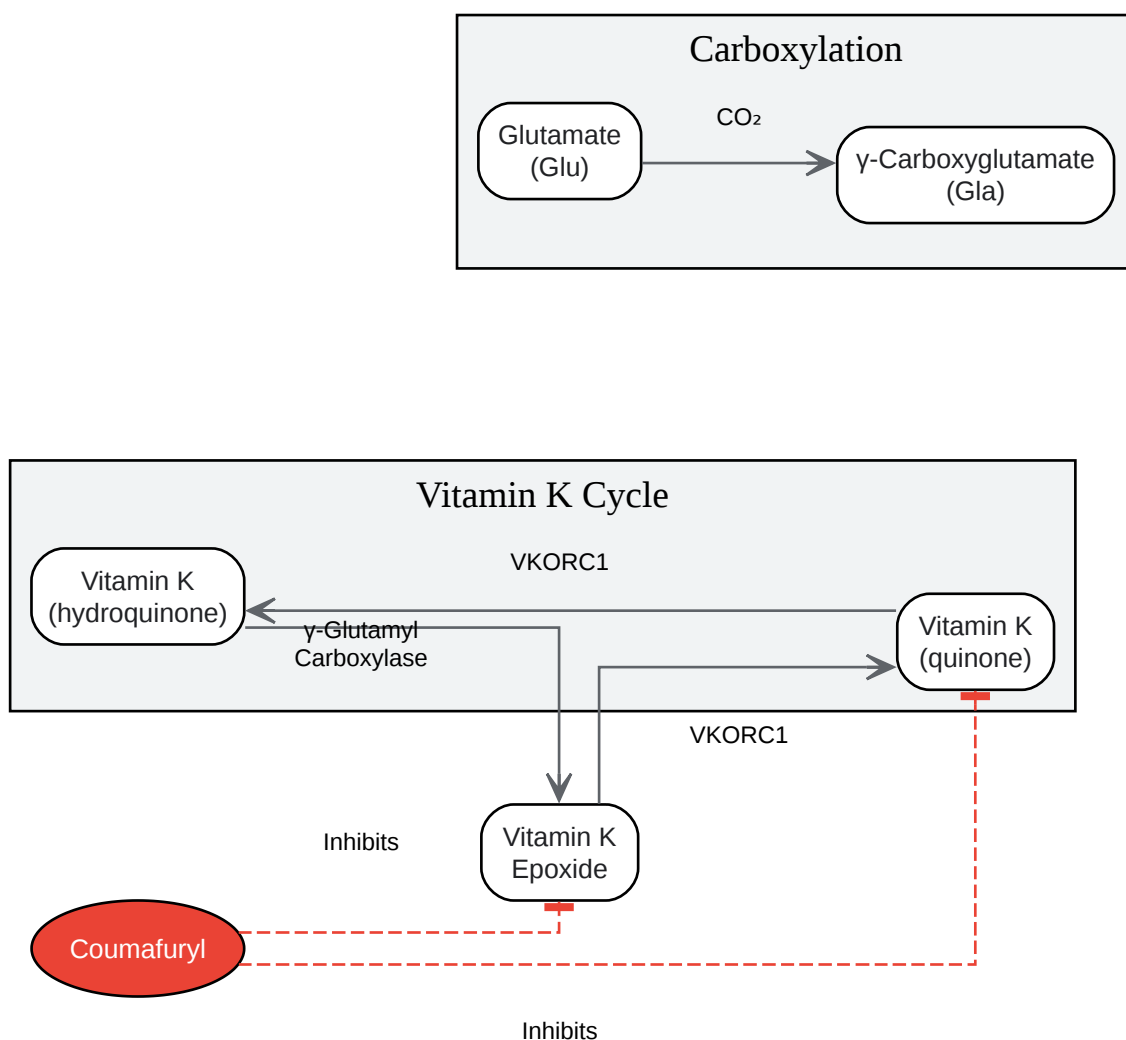 Carboxylation
CO₂
Glutamate
(Glu)
γ-Carboxyglutamate
(Gla)
Vitamin K Cycle
VKORC1
Vitamin K
(hydroquinone)
γ-Glutamyl
Carboxylase
Vitamin K
(quinone)
VKORC1
Inhibits
Vitamin K
Epoxide
Coumafuryl
Inhibits